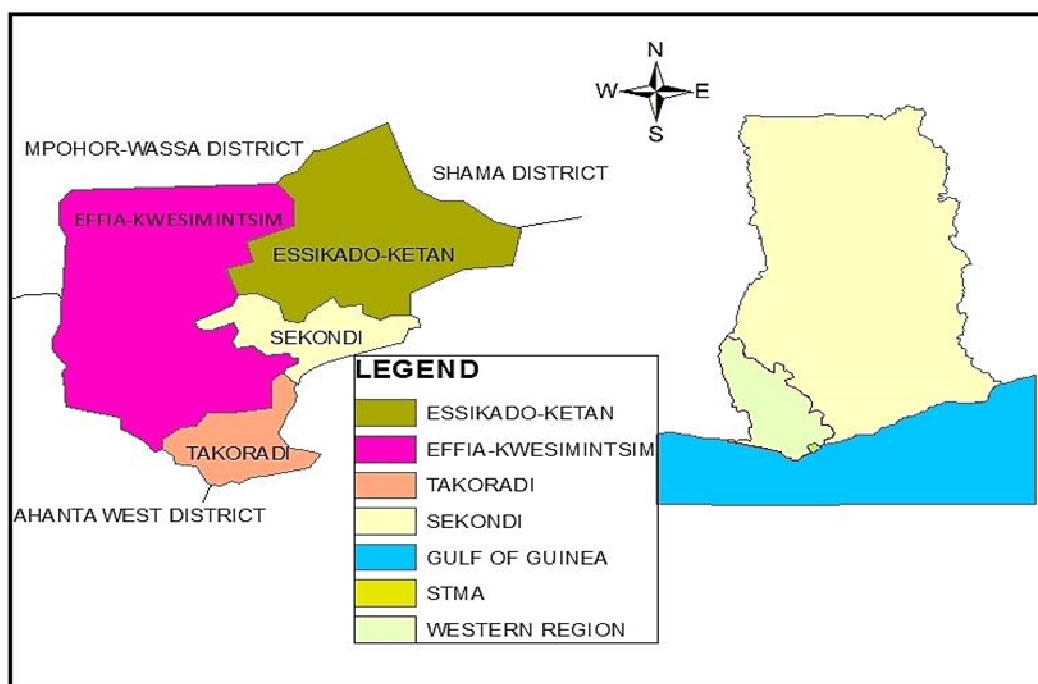 N
W E
S
MPOHOR-WASSA DISTRICT
SHAMA DISTRICT
EFFIA-KWESIMINTSIM
ESSIKADO-KETAN
SEKONDI
TAKORADI
AHANTA WEST DISTRICT
LEGEND
ESSIKADO-KETAN
EFFIA-KWESIMINTSIM
TAKORADI
SEKONDI
GULF OF GUINEA
STMA
WESTERN REGION